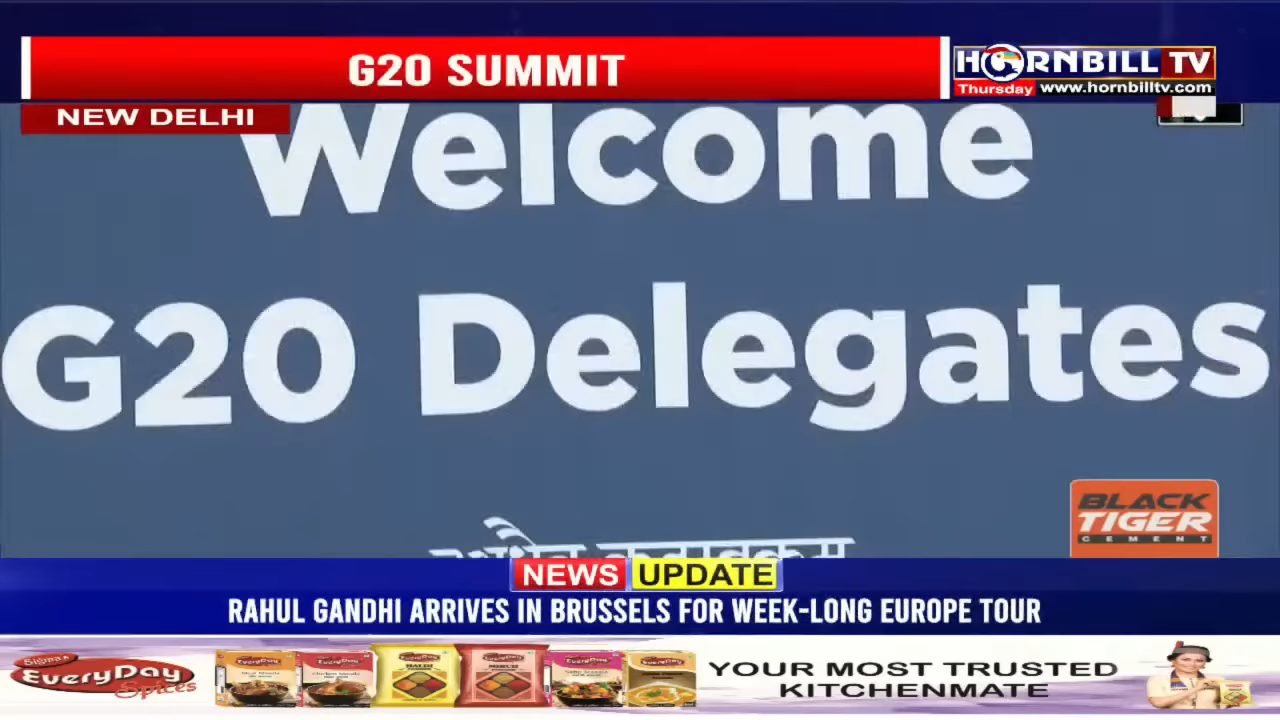 G20 SUMMIT
HORNBILL TV
Thursday
www.hornbilltv.com
NEW DELHI
Welcome
G20 Delegates
BLACK
TIGER
CEMENT
NEWS UPDATE
RAHUL GANDHI ARRIVES IN BRUSSELS FOR WEEK-LONG EUROPE TOUR
EveryDay
Spices
YOUR MOST TRUSTED
KITCHENMATE